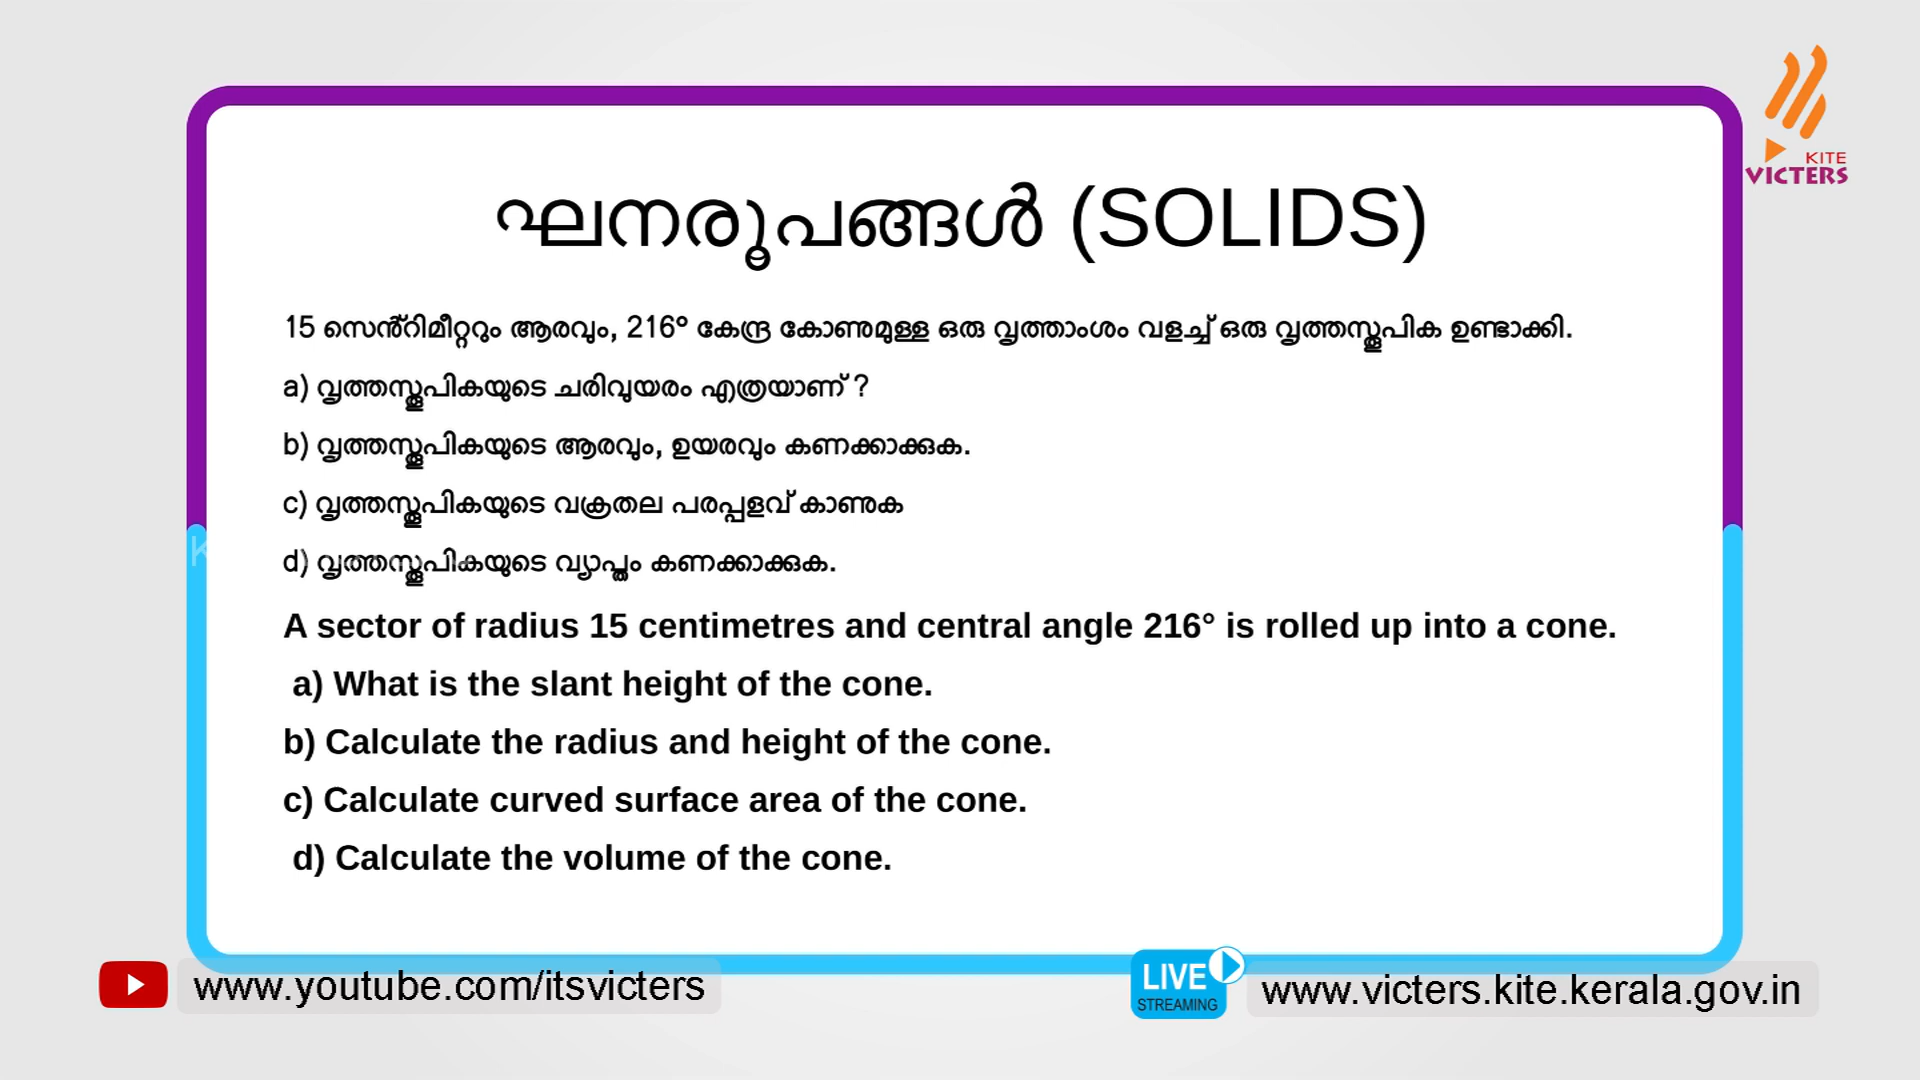 KITE
VICTERS
ഘനരൂപങ്ങൾ (SOLIDS)
15 സെൻ്റിമീറ്ററും ആരവും, 216° കേന്ദ്ര കോണുമുള്ള ഒരു വൃത്താംശം വളച്ച് ഒരു വൃത്തസ്തൂപിക ഉണ്ടാക്കി.
a) വൃത്തസ്തൂപികയുടെ ചരിവുയരം എത്രയാണ് ?
b) വൃത്തസ്തൂപികയുടെ ആരവും, ഉയരവും കണക്കാക്കുക.
c) വൃത്തസ്തൂപികയുടെ വക്രതല പരപ്പളവ് കാണുക
d) വൃത്തസ്തൂപികയുടെ വ്യാപ്തം കണക്കാക്കുക.
A sector of radius 15 centimetres and central angle 216° is rolled up into a cone.
a) What is the slant height of the cone.
b) Calculate the radius and height of the cone.
c) Calculate curved surface area of the cone.
d) Calculate the volume of the cone.
www.youtube.com/itsvicters
LIVE
STREAMING
www.victers.kite.kerala.gov.in